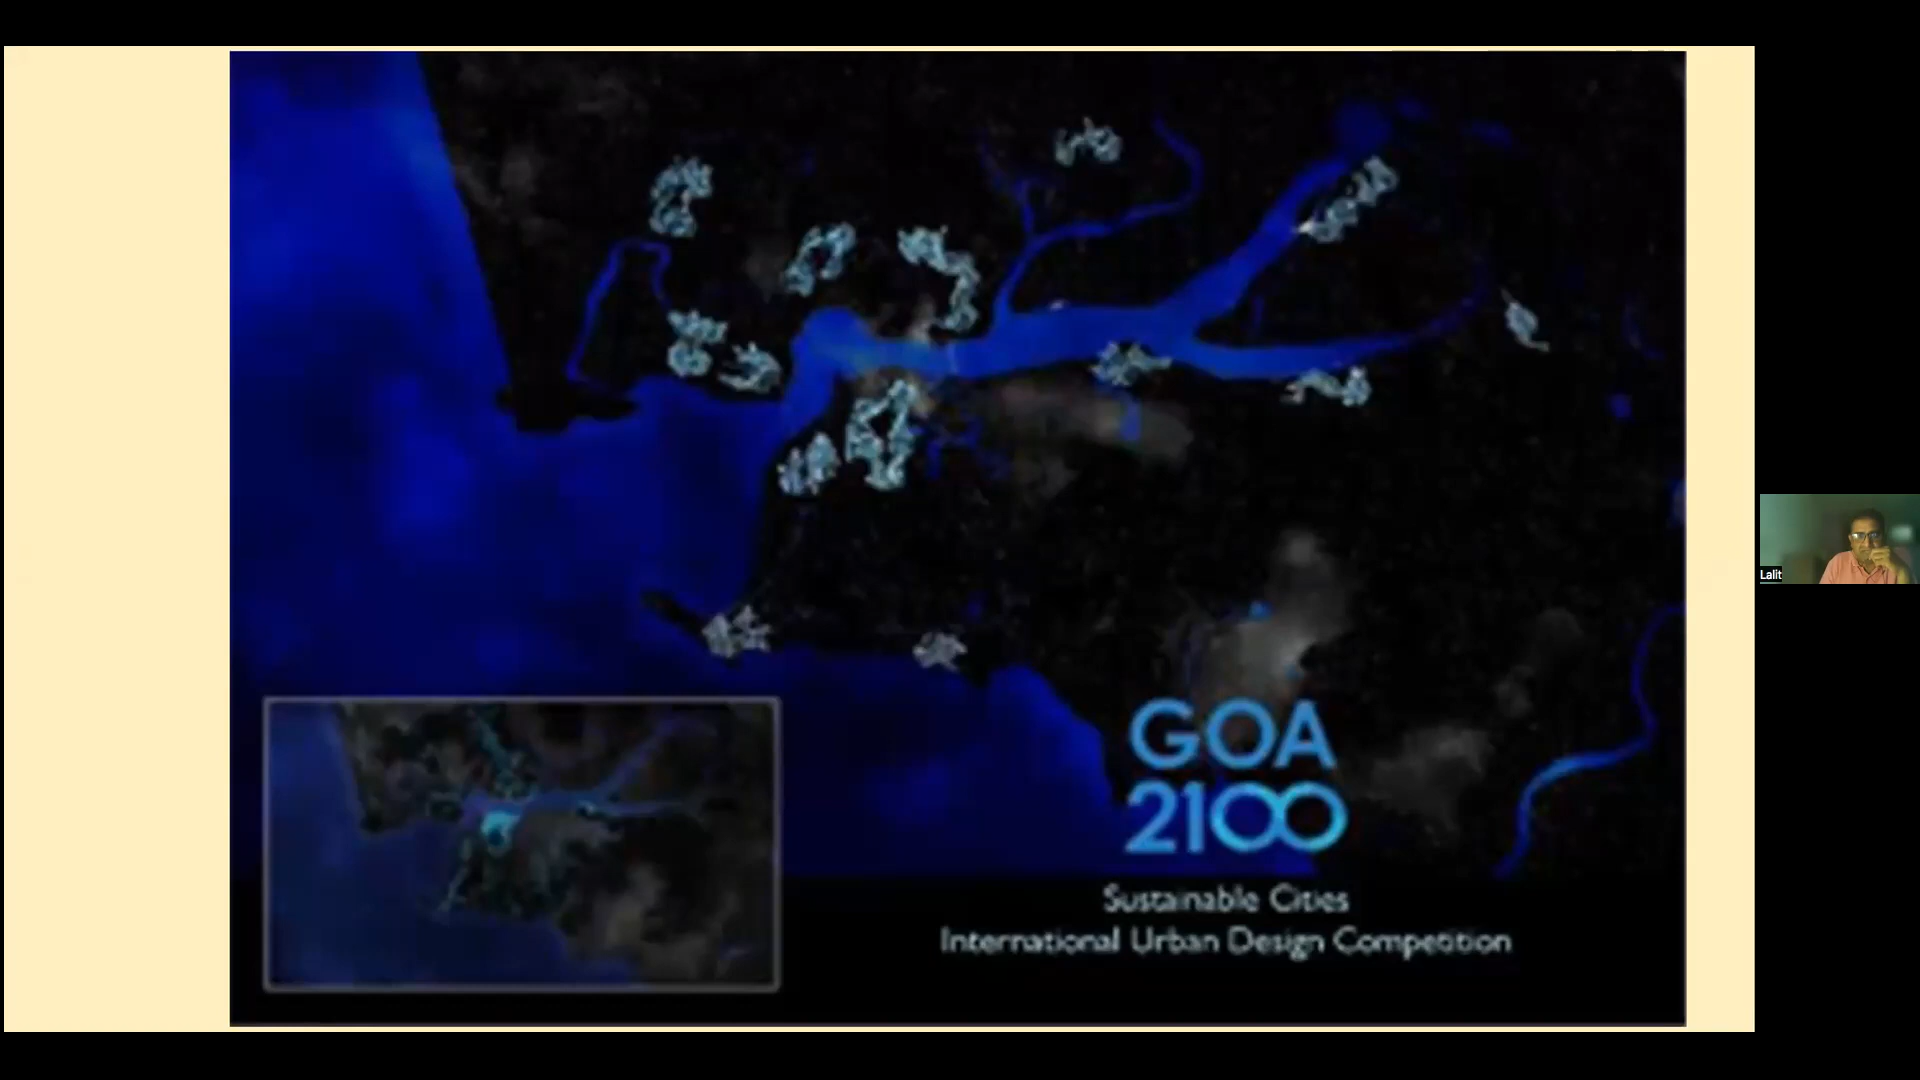 GOA
2100
Sustainable Cities
International Urban Design Competition
Lalit